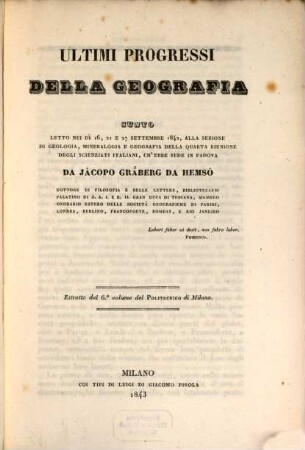 ULTIMI PROGRESSI
DELLA GEOGRAFIA
SUNTO
LETTO NEI DÌ 16, 21 E 27 SETTEMBRE 1842, ALLA SEZIONE
DI GEOLOGIA, MINERALOGIA E GEOGRAFIA DELLA QUARTA RIUNIONE
DEGLI SCIENZIATI ITALIANI, CH'EBBE SEDE IN PADOVA
DA JÀCOPO GRÅBERG DA HEMSÖ
DOTTORE DI FILOSOFIA E BELLE LETTERE, BIBLIOTECARIO
PALATINO DI S. A. I. E R. IL GRAN DUCA DI TOSCANA, MEMBRO
ONORARIO ESTERO DELLE SOCIETÀ GEOGRAFICHE DI PARIGI,
LONDRA, BERLINO, FRANCOFORTE, BOMBAY, E RIO JANEIRO
Labori faber ut desit, non fabro labor.
Estratto dal 6.° volume del POLITECNICO di Milano.
MILANO
COI TIPI DI LUIGI DI GIACOMO PIROLA
1843